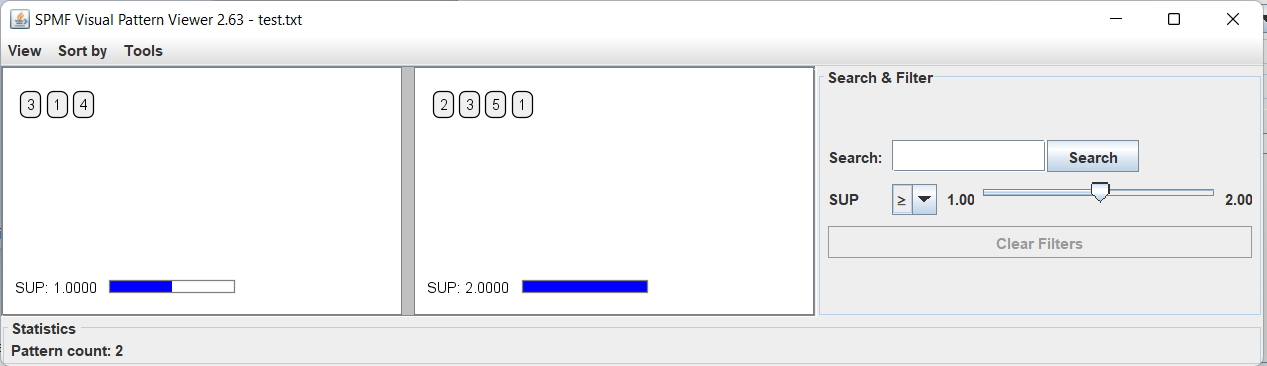 SPMF Visual Pattern Viewer 2.63 - test.txt
View Sort by Tools
3 1 4
SUP: 1.0000
2 3 5 1
SUP: 2.0000
Search & Filter
Search: Search
SUP ≥ 1.00 2.00
Clear Filters
Statistics
Pattern count: 2